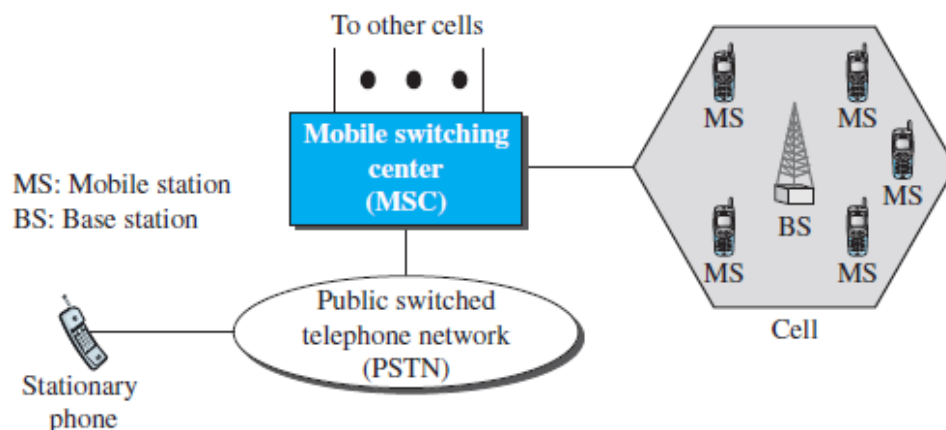 To other cells
Mobile switching
center
(MSC)
MS: Mobile station
BS: Base station
MS
MS
MS
BS
MS
MS
Cell
Public switched
telephone network
(PSTN)
Stationary
phone